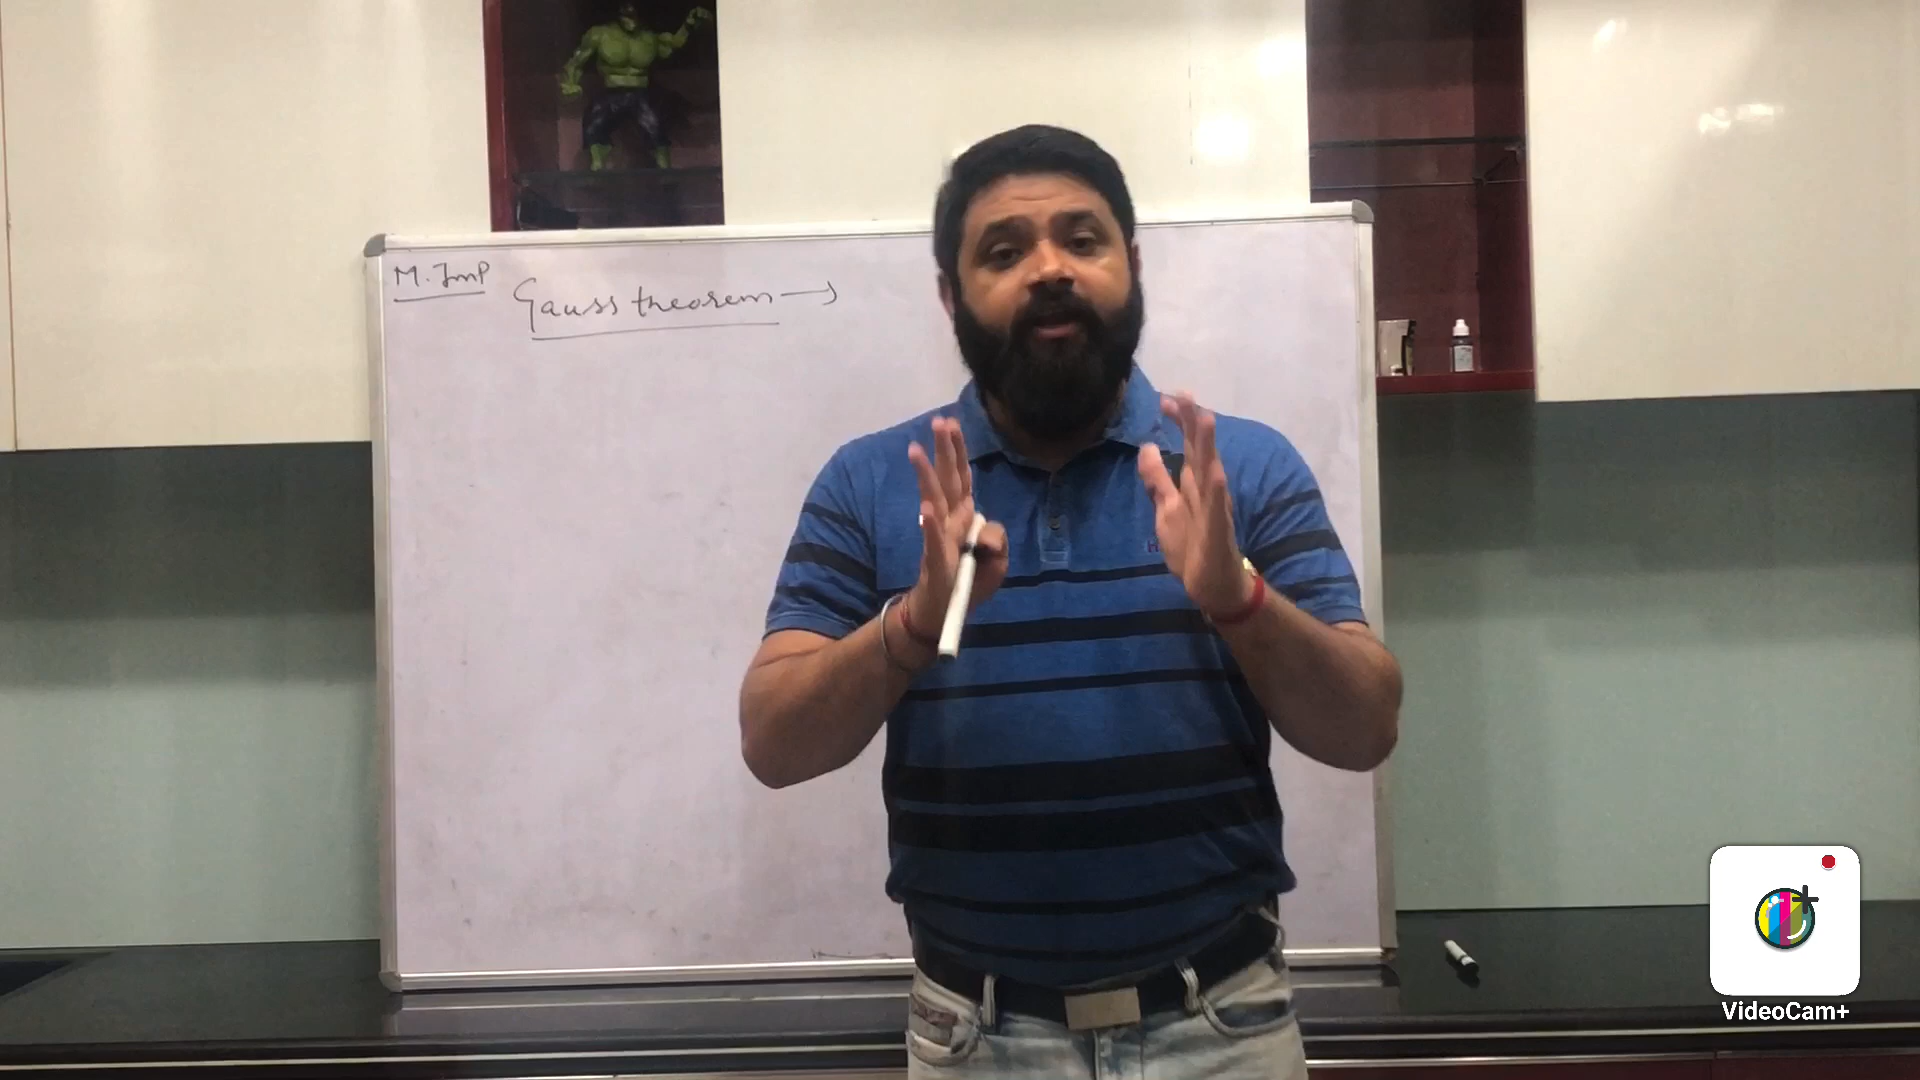 M. Imp
Gauss theorem →
H
VideoCam+